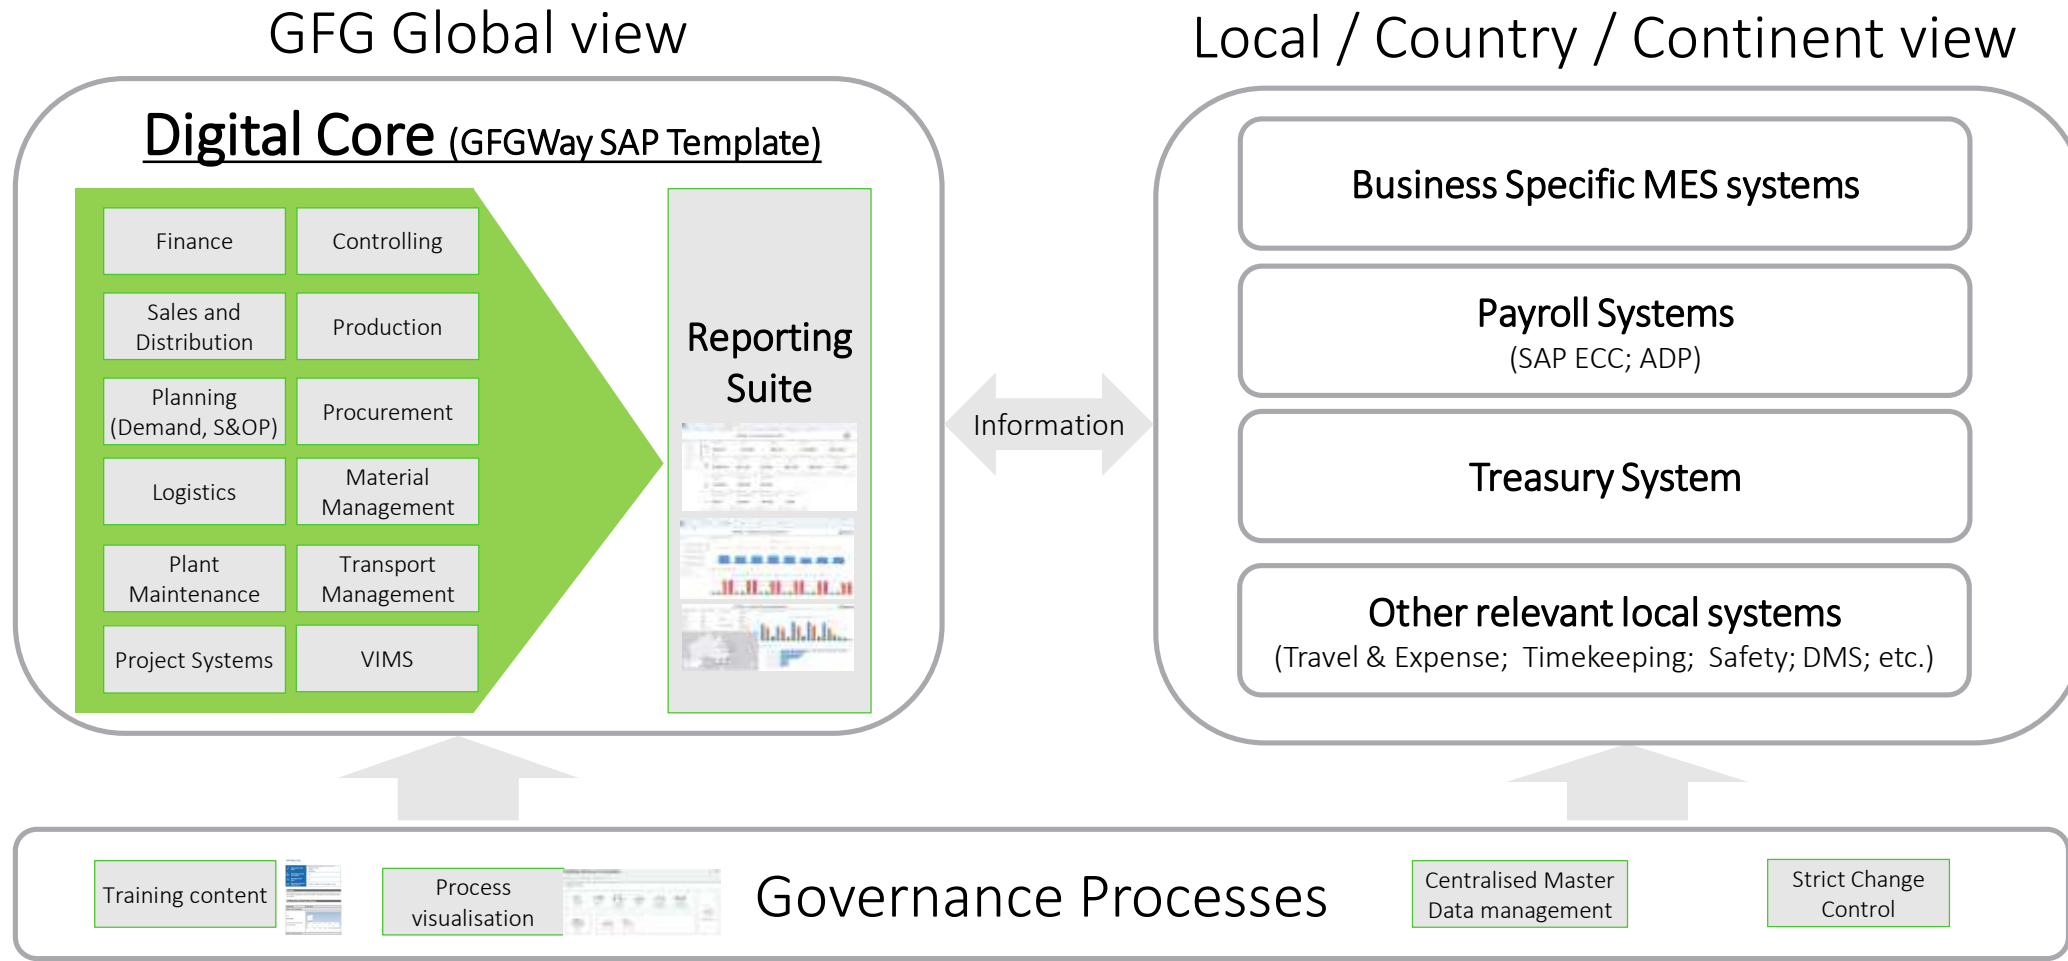 GFG Global view
Local / Country / Continent view
Digital Core (GFGWay SAP Template)
Finance
Controlling
Sales and
Distribution
Production
Planning
(Demand, S&OP)
Procurement
Logistics
Material
Management
Plant
Maintenance
Transport
Management
Project Systems
VIMS
Reporting
Suite
Information
Business Specific MES systems
Payroll Systems
(SAP ECC; ADP)
Treasury System
Other relevant local systems
(Travel & Expense; Timekeeping; Safety; DMS; etc.)
Training content
Process
visualisation
Governance Processes
Centralised Master
Data management
Strict Change
Control